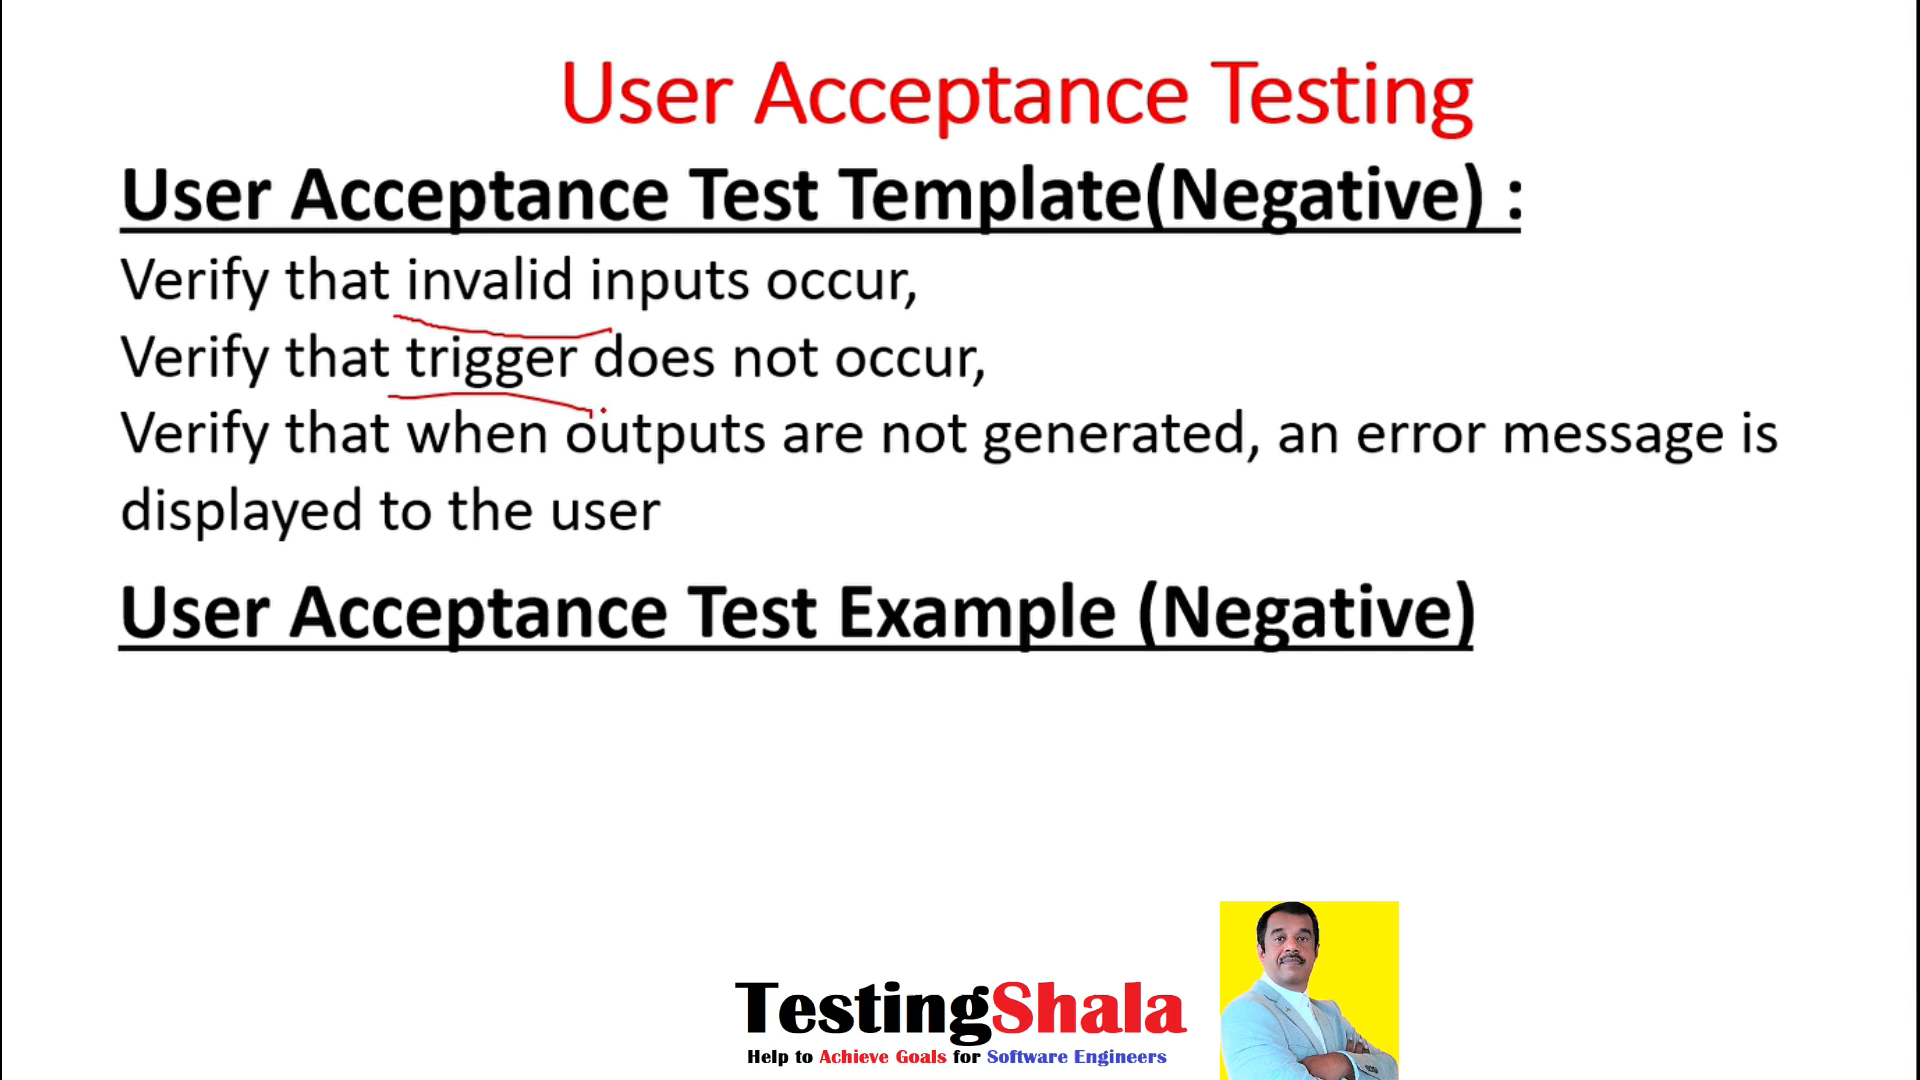 User Acceptance Testing
User Acceptance Test Template(Negative) :
Verify that invalid inputs occur,
Verify that trigger does not occur,
Verify that when outputs are not generated, an error message is
displayed to the user
User Acceptance Test Example (Negative)
TestingShala
Help to Achieve Goals for Software Engineers